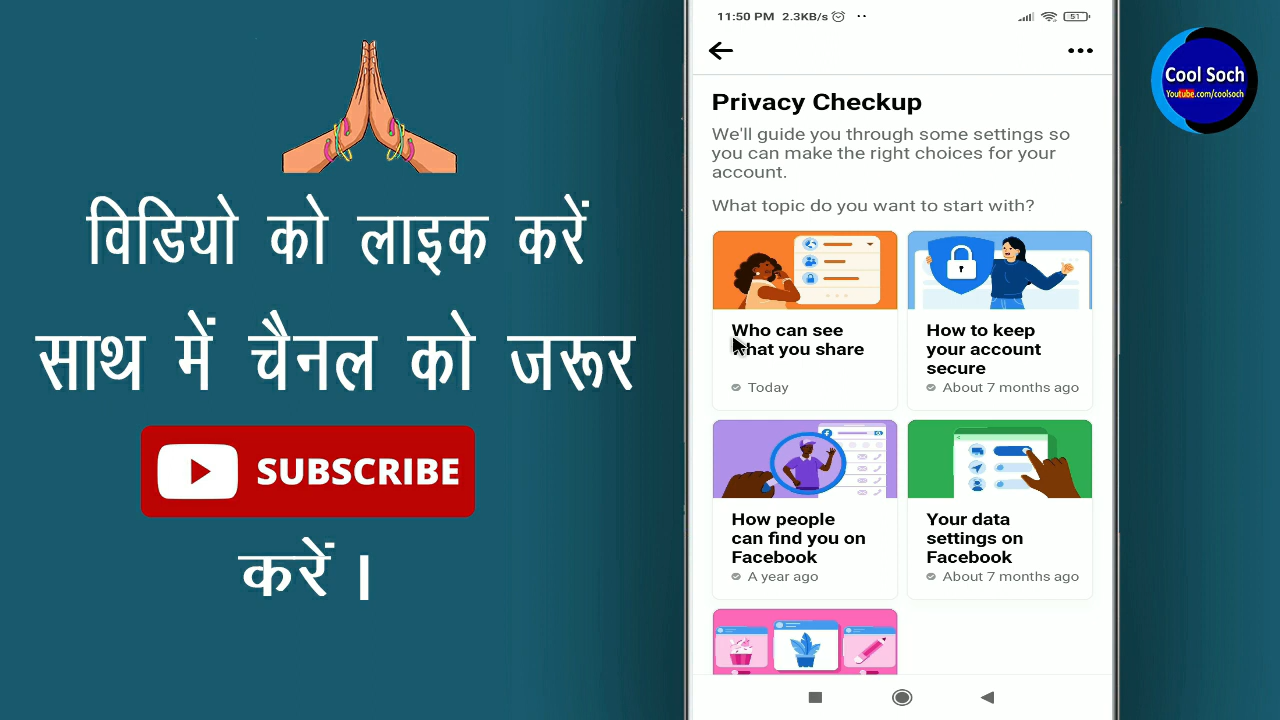 विडियो को लाइक करें
साथ में चैनल को जरूर
SUBSCRIBE
करें ।
11:50 PM 2.3KB/s
51
Privacy Checkup
We'll guide you through some settings so
you can make the right choices for your
account.
What topic do you want to start with?
Who can see
what you share
Today
How to keep
your account
secure
About 7 months ago
How people
can find you on
Facebook
A year ago
Your data
settings on
Facebook
About 7 months ago
Cool Soch
Youtube.com/coolsoch